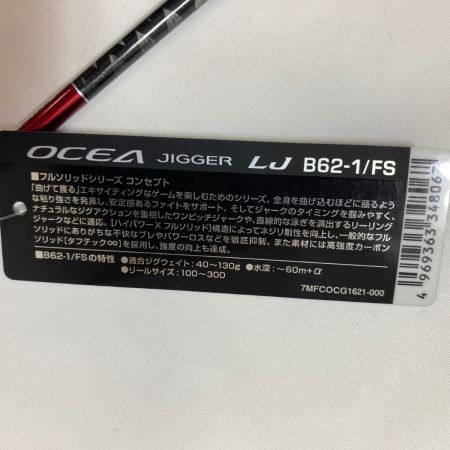 OCEA JIGGER LJ B62-1/FS
■フルソリッドシリーズ コンセプト
「曲げて獲る」エキサイティングなゲームを楽しむためのシリーズ。全身を曲げ込むほどに漲るよう
な粘り強さを発揮し、安定感あるファイトをサポート。そしてジャークのタイミングを掴みやすく、
ナチュラルなジグアクションを重視したワンピッチジャークや、直線的な泳ぎを演出するリーリング
ジャークなどに適応。[ハイパワーXフルソリッド]構造によってネジリ剛性を向上し、一般的なフル
ソリッドにありがちな不快なブレやパワーロスなどを徹底抑制。また素材には高強度カーボン
ソリッド[タフテック∞]を採用し、強度の向上も達成。
■B62-1/FSの特性 ●適合ジグウェイト:40〜130g ●水深:〜60m+α
●リールサイズ:100〜300
7MFCOCG1621-000
4 969363 348067